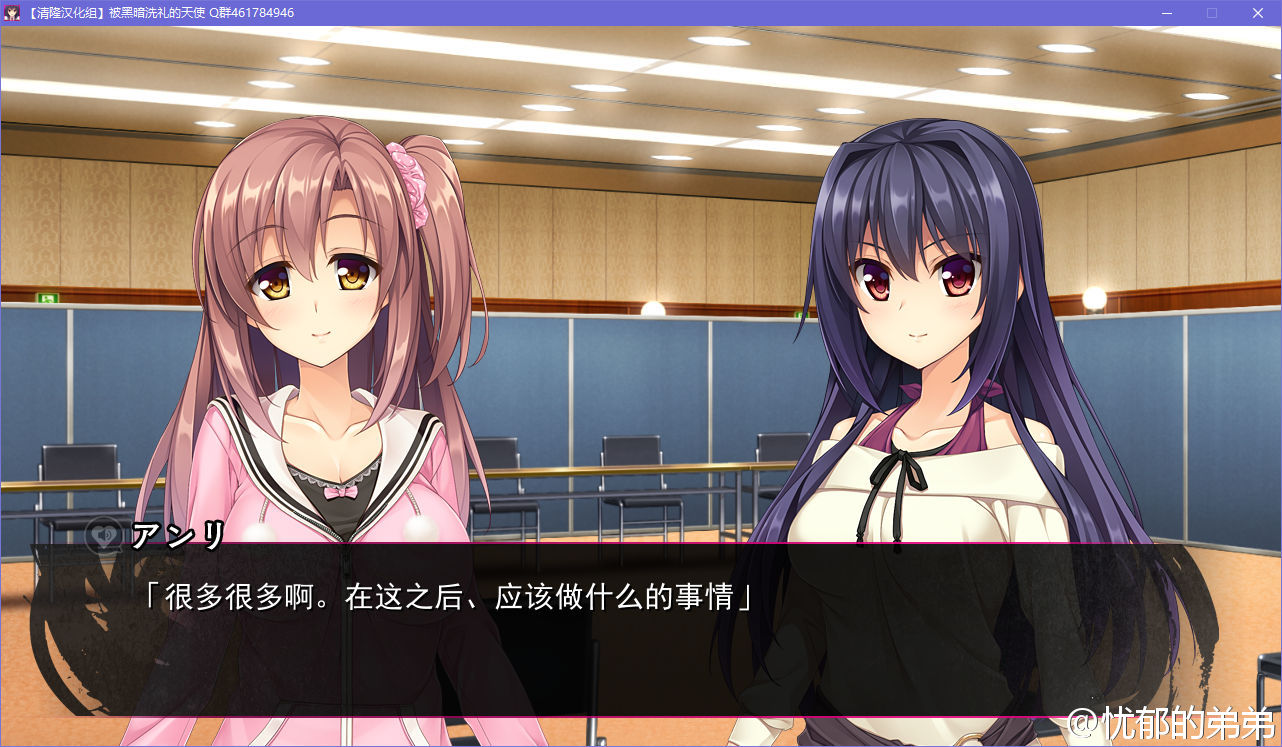 【清隆汉化组】被黑暗洗礼的天使 Q群461784946
アンリ
「很多很多啊。在这之后、应该做什么的事情」
@忧郁的弟弟